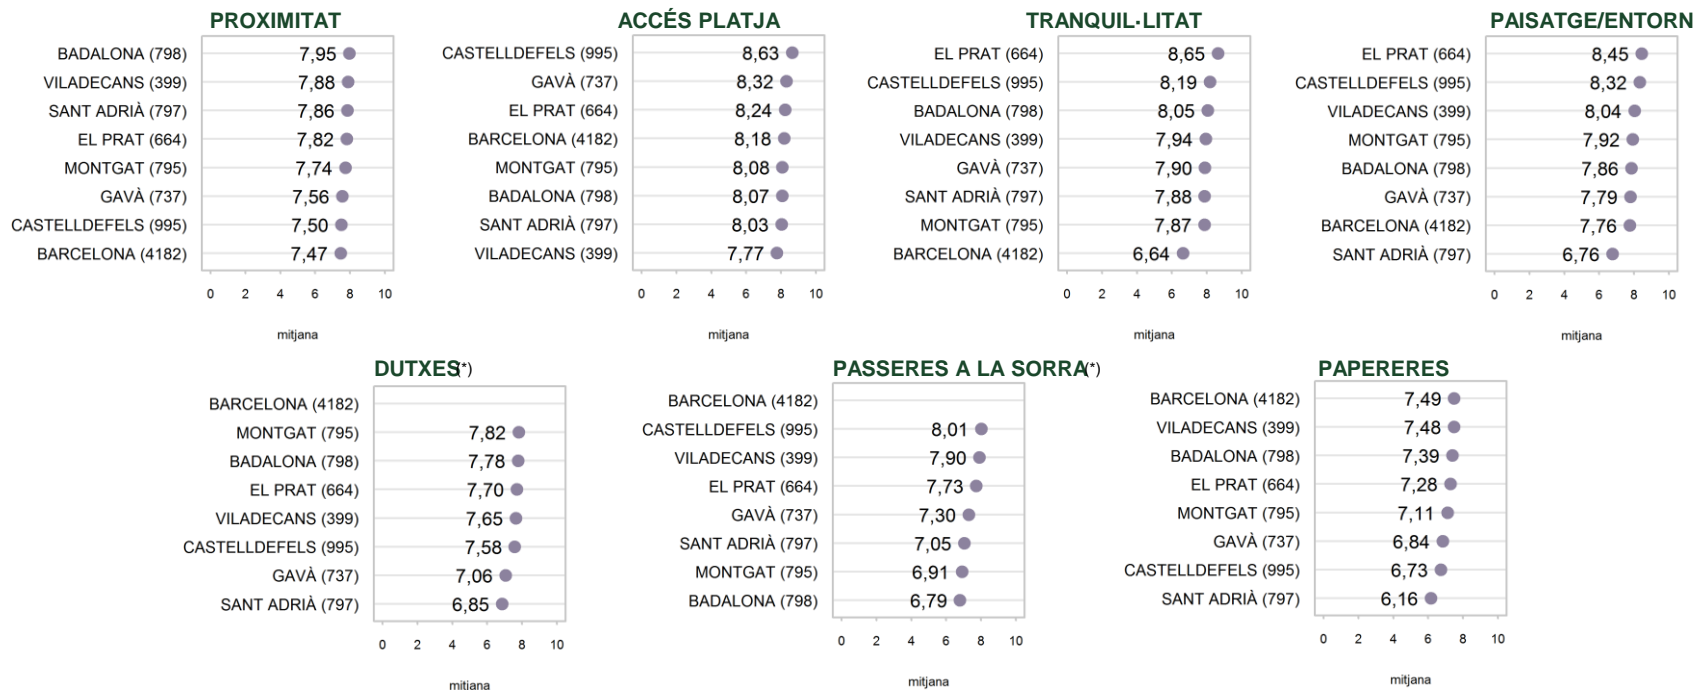 PROXIMITAT
BADALONA (798) 7,95
VILADECANS (399) 7,88
SANT ADRIÀ (797) 7,86
EL PRAT (664) 7,82
MONTGAT (795) 7,74
GAVÀ (737) 7,56
CASTELLDEFELS (995) 7,50
BARCELONA (4182) 7,47
0 2 4 6 8 10
mitjana
ACCÉS PLATJA
CASTELLDEFELS (995) 8,63
GAVÀ (737) 8,32
EL PRAT (664) 8,24
BARCELONA (4182) 8,18
MONTGAT (795) 8,08
BADALONA (798) 8,07
SANT ADRIÀ (797) 8,03
VILADECANS (399) 7,77
0 2 4 6 8 10
mitjana
TRANQUIL·LITAT
EL PRAT (664) 8,65
CASTELLDEFELS (995) 8,19
BADALONA (798) 8,05
VILADECANS (399) 7,94
GAVÀ (737) 7,90
SANT ADRIÀ (797) 7,88
MONTGAT (795) 7,87
BARCELONA (4182) 6,64
0 2 4 6 8 10
mitjana
PAISATGE/ENTORN
EL PRAT (664) 8,45
CASTELLDEFELS (995) 8,32
VILADECANS (399) 8,04
MONTGAT (795) 7,92
BADALONA (798) 7,86
GAVÀ (737) 7,79
BARCELONA (4182) 7,76
SANT ADRIÀ (797) 6,76
0 2 4 6 8 10
mitjana
DUTXES(*)
BARCELONA (4182)
MONTGAT (795) 7,82
BADALONA (798) 7,78
EL PRAT (664) 7,70
VILADECANS (399) 7,65
CASTELLDEFELS (995) 7,58
GAVÀ (737) 7,06
SANT ADRIÀ (797) 6,85
0 2 4 6 8 10
mitjana
PASSERES A LA SORRA(*)
BARCELONA (4182)
CASTELLDEFELS (995) 8,01
VILADECANS (399) 7,90
EL PRAT (664) 7,73
GAVÀ (737) 7,30
SANT ADRIÀ (797) 7,05
MONTGAT (795) 6,91
BADALONA (798) 6,79
0 2 4 6 8 10
mitjana
PAPERERES
BARCELONA (4182) 7,49
VILADECANS (399) 7,48
BADALONA (798) 7,39
EL PRAT (664) 7,28
MONTGAT (795) 7,11
GAVÀ (737) 6,84
CASTELLDEFELS (995) 6,73
SANT ADRIÀ (797) 6,16
0 2 4 6 8 10
mitjana